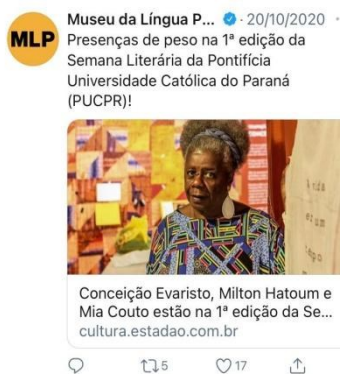 Museu da Língua P... · 20/10/2020 ·
MLP
Presenças de peso na 1ª edição da
Semana Literária da Pontifícia
Universidade Católica do Paraná
(PUCPR)!
Conceição Evaristo, Milton Hatoum e
Mia Couto estão na 1ª edição da Se...
cultura.estadao.com.br
5
17